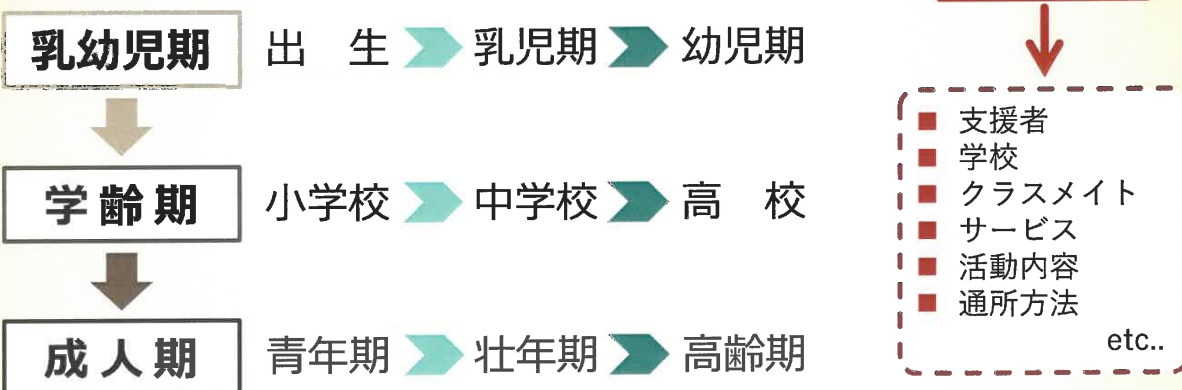 乳幼児期
出 生 乳児期 幼児期
学齢期
小学校 中学校 高 校
成人期
青年期 壮年期 高齢期
支援者
学校
クラスメイト
サービス
活動内容
通所方法
etc..